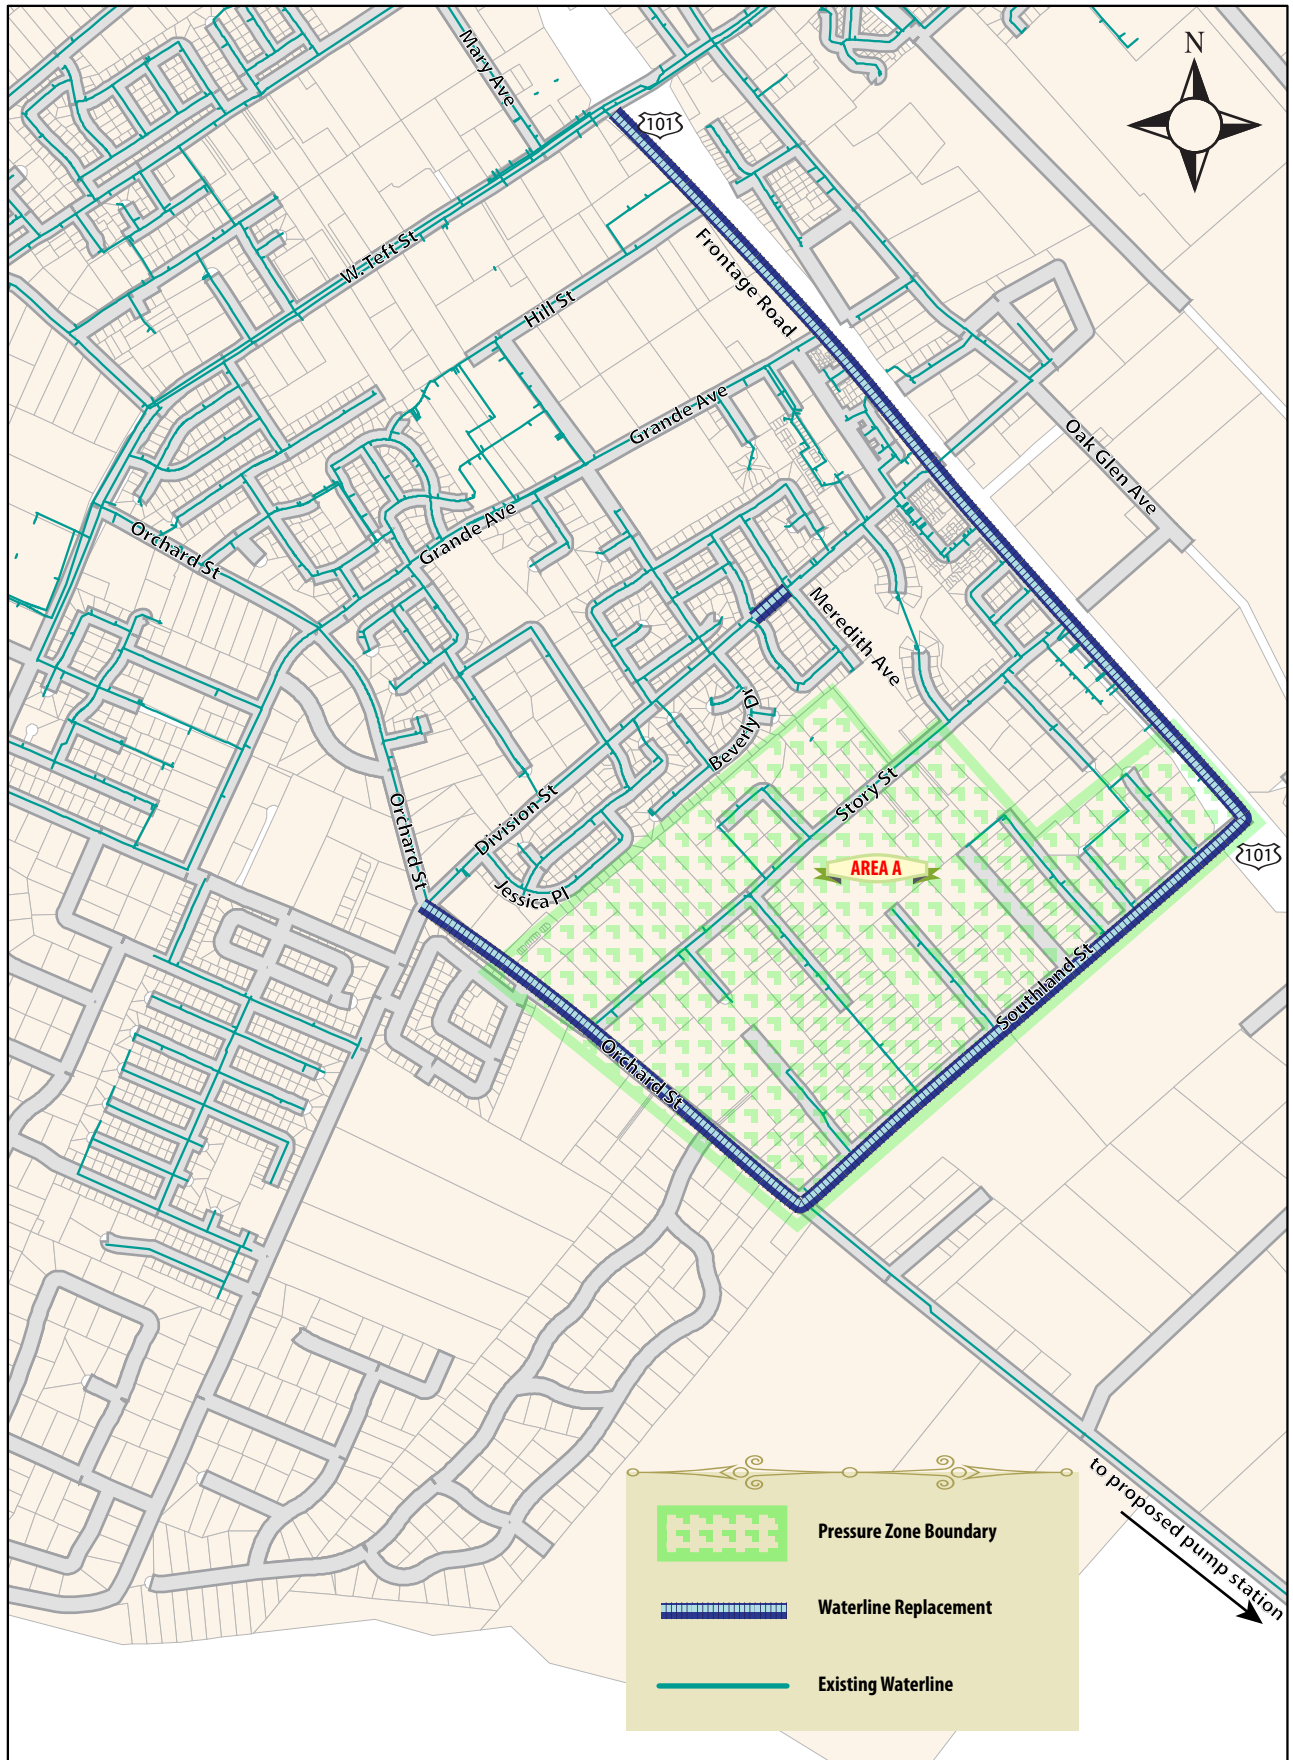 N
Mary Ave
101
W. Teft St
Frontage Road
Hill St
Grande Ave
Oak Glen Ave
Grande Ave
Orchard St
Meredith Ave
Beverly Dr
Orchard St
Division St
Story St
Jessica Pl
AREA A
101
Southland St
Orchard St
to proposed pump station
Pressure Zone Boundary
Waterline Replacement
Existing Waterline